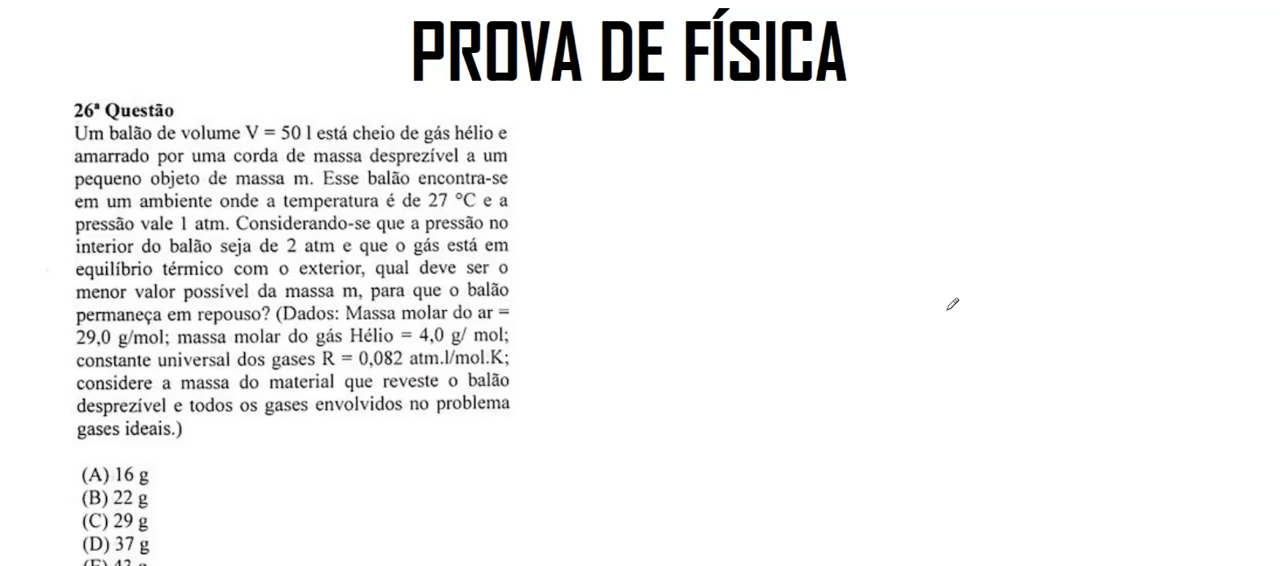 PROVA DE FÍSICA
26ª Questão
Um balão de volume V = 50 l está cheio de gás hélio e
amarrado por uma corda de massa desprezível a um
pequeno objeto de massa m. Esse balão encontra-se
em um ambiente onde a temperatura é de 27 °C e a
pressão vale 1 atm. Considerando-se que a pressão no
interior do balão seja de 2 atm e que o gás está em
equilíbrio térmico com o exterior, qual deve ser o
menor valor possível da massa m, para que o balão
permaneça em repouso? (Dados: Massa molar do ar =
29,0 g/mol; massa molar do gás Hélio = 4,0 g/ mol;
constante universal dos gases R = 0,082 atm.l/mol.K;
considere a massa do material que reveste o balão
desprezível e todos os gases envolvidos no problema
gases ideais.)
(A) 16 g
(B) 22 g
(C) 29 g
(D) 37 g